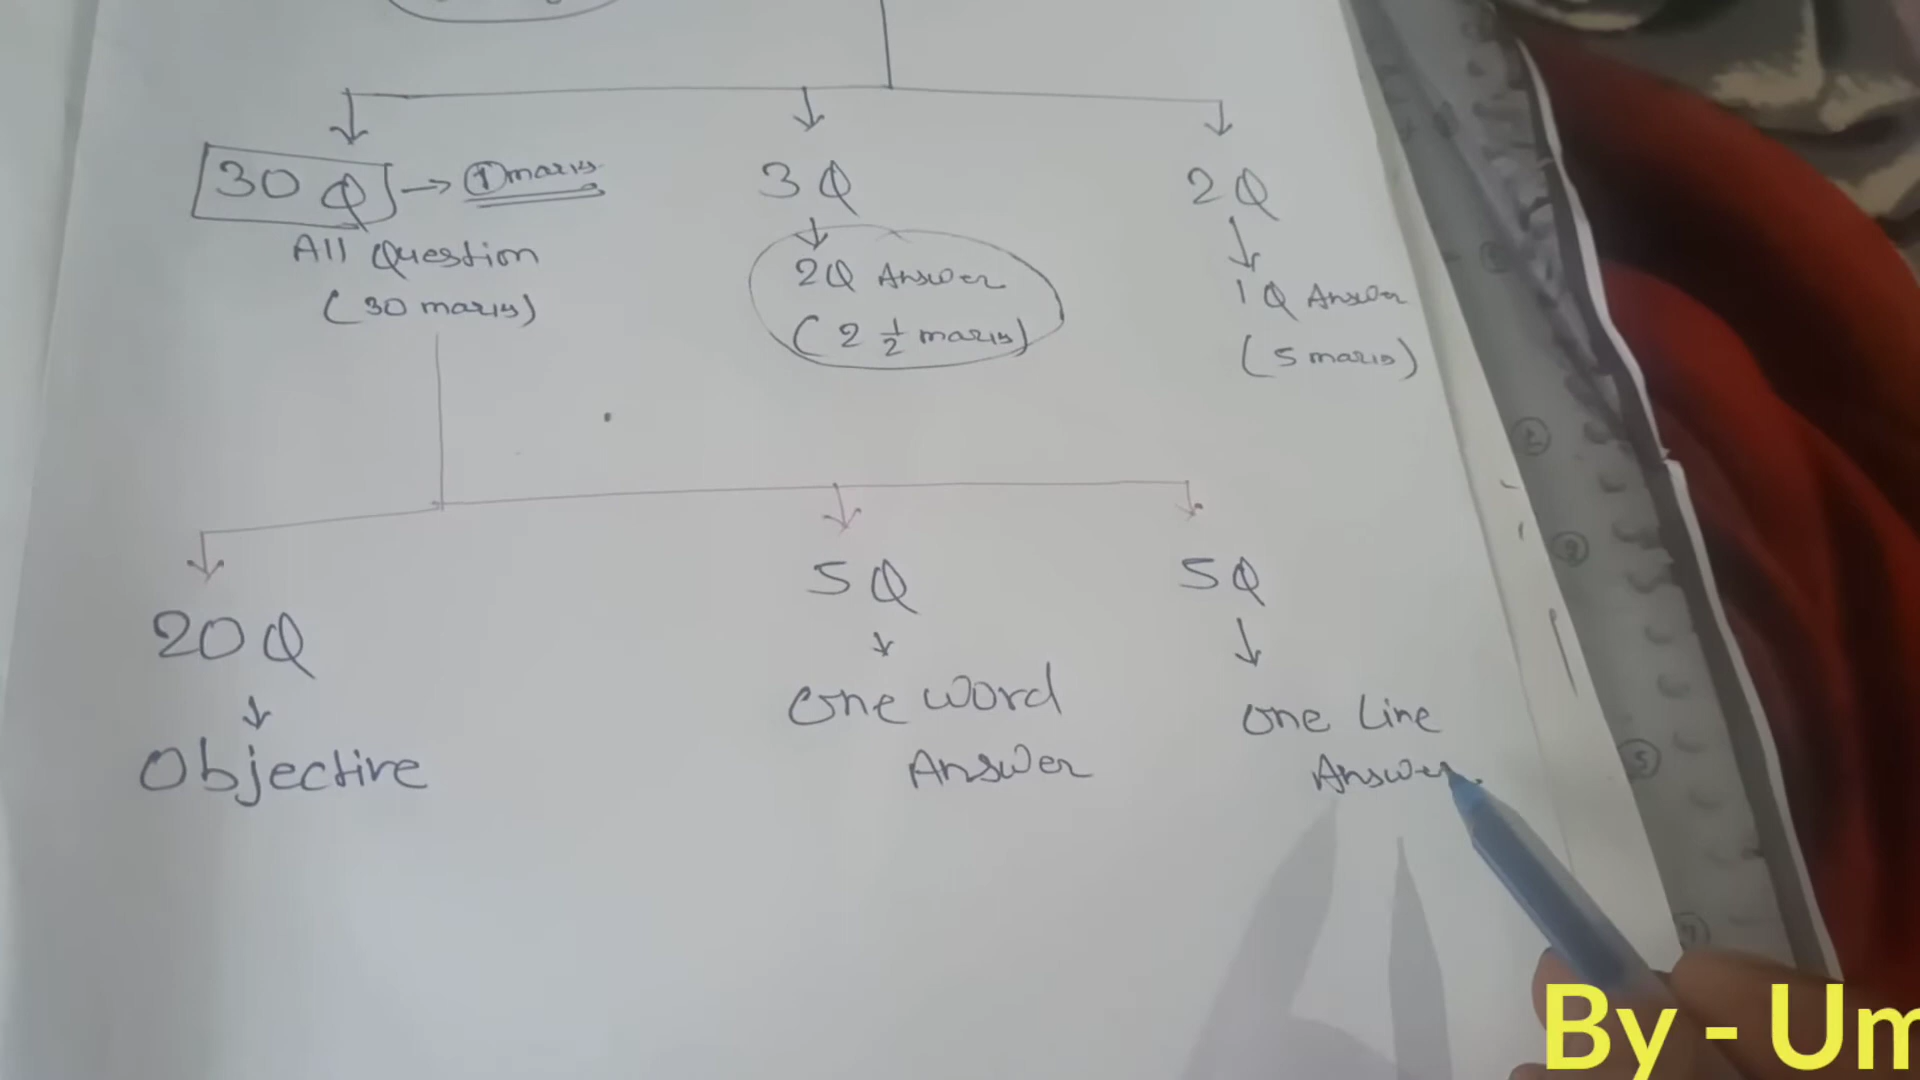 30 Q → 1 marks
All Question
(30 marks)
3 Q
2Q Answer
(2 1/2 marks)
2 Q
1 Q Answer
(5 marks)
20 Q
Objective
5 Q
One Word
Answer
5 Q
One Line
Answer
By - Um